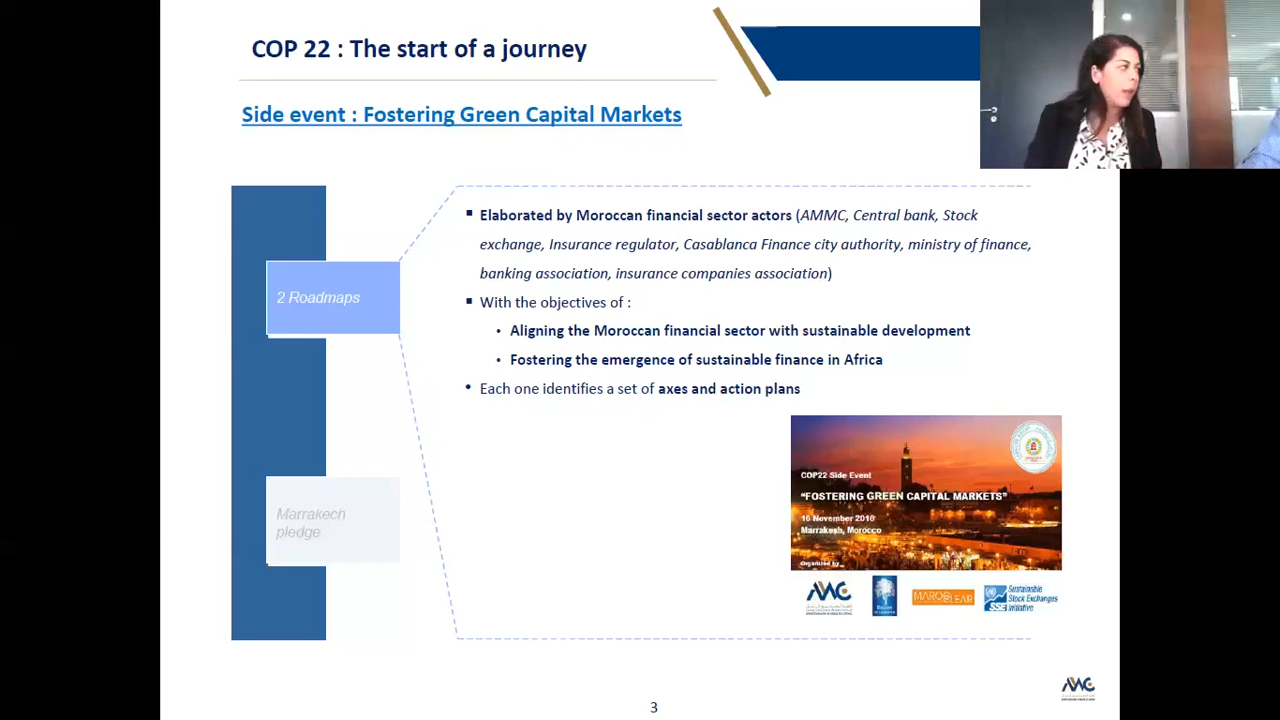 COP 22 : The start of a journey
Side event : Fostering Green Capital Markets
2 Roadmaps
Elaborated by Moroccan financial sector actors (AMMC, Central bank, Stock
exchange, Insurance regulator, Casablanca Finance city authority, ministry of finance,
banking association, insurance companies association)
With the objectives of :
Aligning the Moroccan financial sector with sustainable development
Fostering the emergence of sustainable finance in Africa
Each one identifies a set of axes and action plans
Marrakech
pledge
COP22 Side Event
"FOSTERING GREEN CAPITAL MARKETS"
16 November 2016
Marrakesh, Morocco
Organized by
MAROCLEAR
Sustainable
Stock Exchanges
Initiative
SSE
3